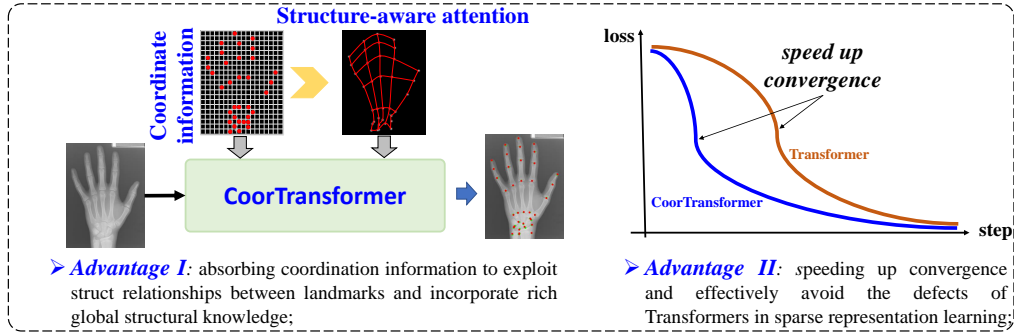 Structure-aware attention
Coordinate
information
CoorTransformer
➢ Advantage I: absorbing coordination information to exploit
struct relationships between landmarks and incorporate rich
global structural knowledge;
loss
speed up
convergence
Transformer
CoorTransformer
step
➢ Advantage II: speeding up convergence
and effectively avoid the defects of
Transformers in sparse representation learning;